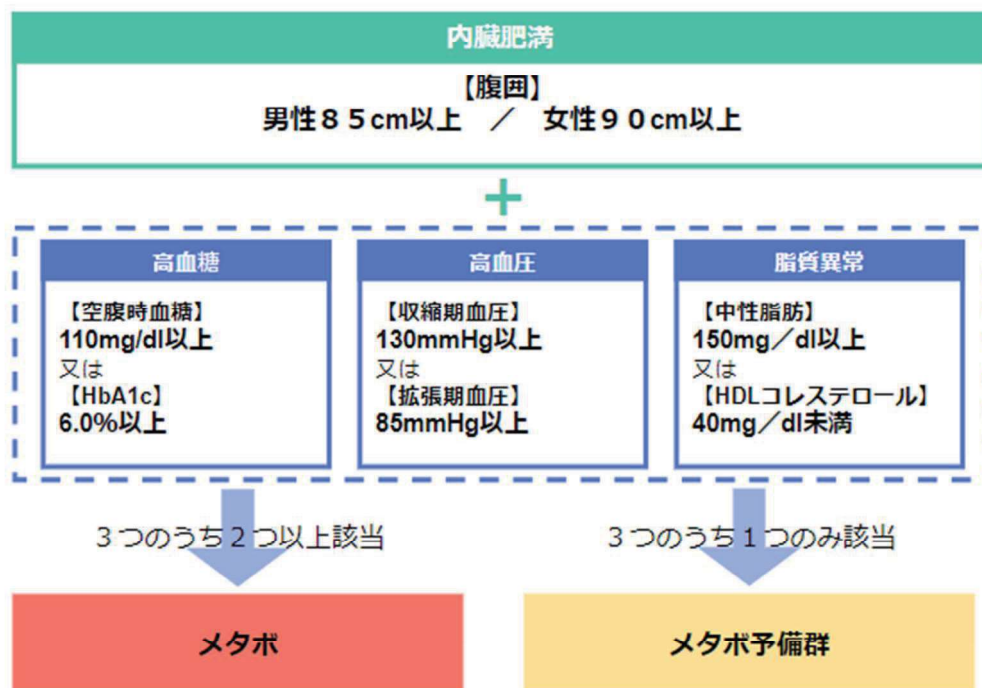 内臓肥満
【腹囲】
男性８５cm以上　／　女性９０cm以上
＋
高血糖
【空腹時血糖】
110mg/dl以上
又は
【HbA1c】
6.0%以上
高血圧
【収縮期血圧】
130mmHg以上
又は
【拡張期血圧】
85mmHg以上
脂質異常
【中性脂肪】
150mg／dl以上
又は
【HDLコレステロール】
40mg／dl未満
３つのうち２つ以上該当
３つのうち１つのみ該当
メタボ
メタボ予備群